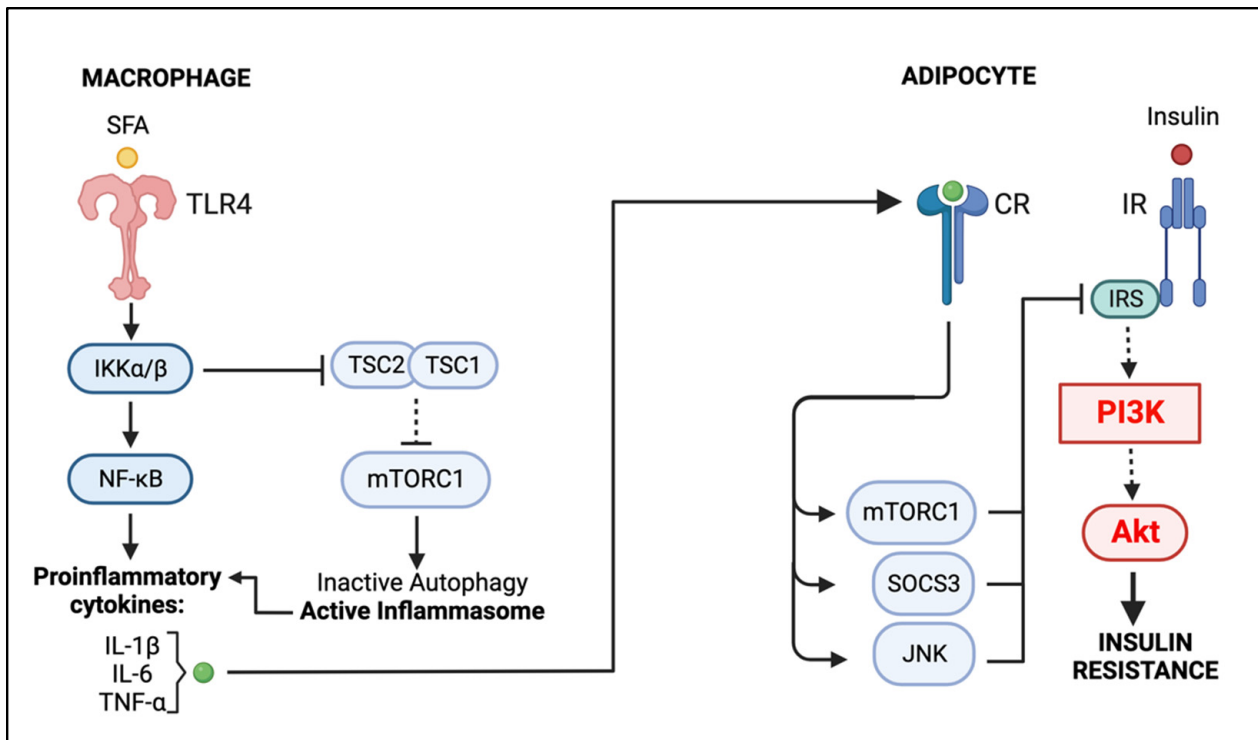 MACROPHAGE
SFA
TLR4
IKKα/β
TSC2
TSC1
NF-κB
mTORC1
Proinflammatory
cytokines:
Inactive Autophagy
Active Inflammasome
IL-1β
IL-6
TNF-α
ADIPOCYTE
Insulin
CR
IR
IRS
PI3K
mTORC1
Akt
SOCS3
JNK
INSULIN
RESISTANCE